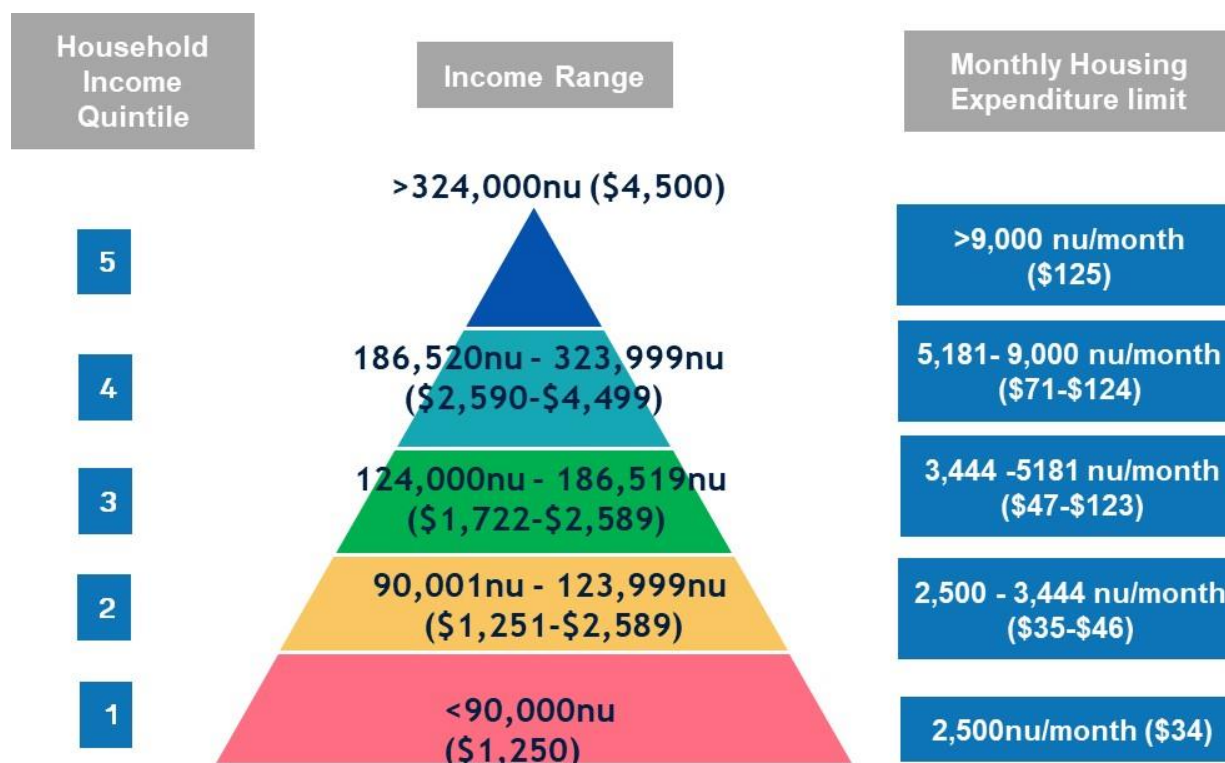 Household
Income
Quintile
Income Range
Monthly Housing
Expenditure limit
>324,000nu ($4,500)
5
>9,000 nu/month
($125)
4
186,520nu - 323,999nu
($2,590-$4,499)
5,181- 9,000 nu/month
($71-$124)
3
124,000nu - 186,519nu
($1,722-$2,589)
3,444 -5181 nu/month
($47-$123)
2
90,001nu - 123,999nu
($1,251-$2,589)
2,500 - 3,444 nu/month
($35-$46)
1
<90,000nu
($1,250)
2,500nu/month ($34)